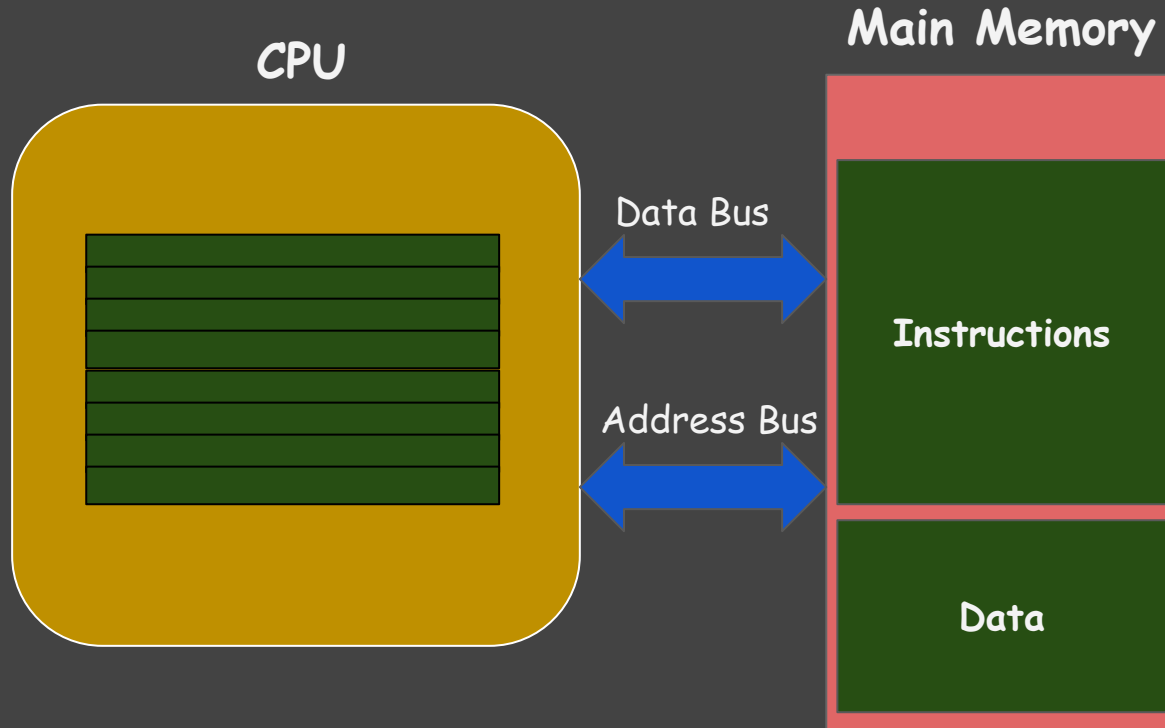 CPU
Main Memory
Data Bus
Instructions
Address Bus
Data